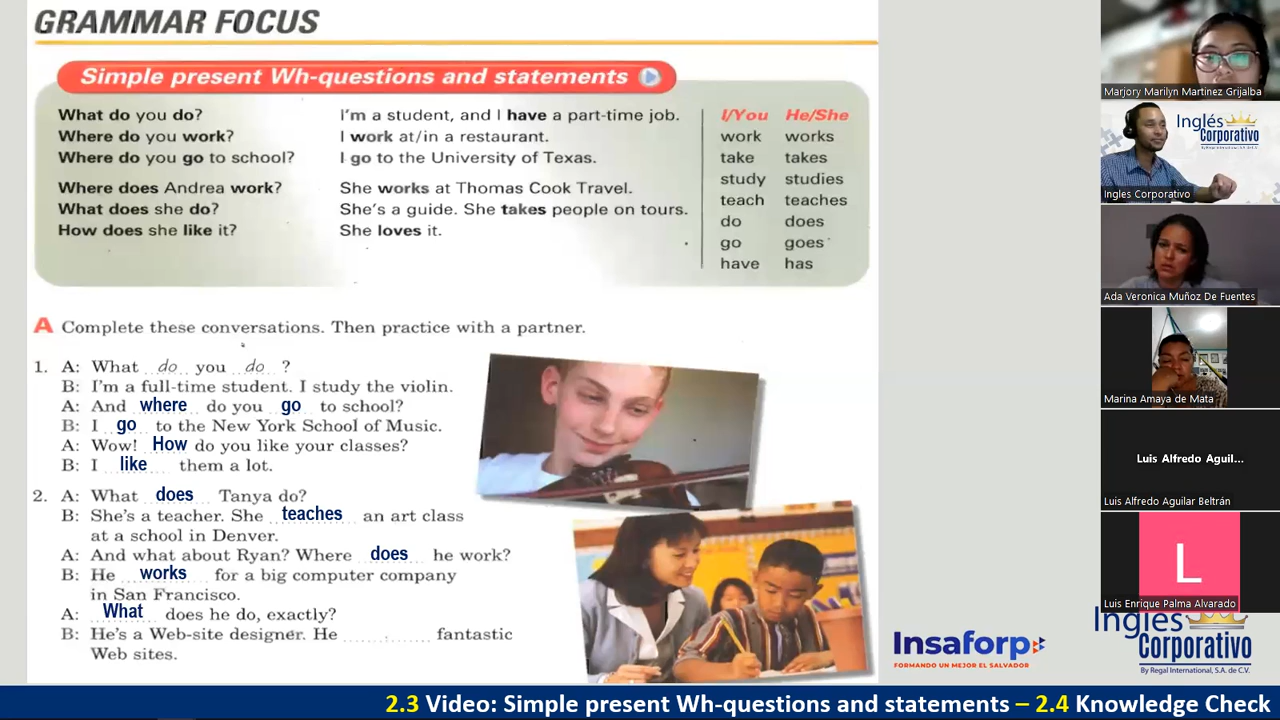 GRAMMAR FOCUS
Simple present Wh-questions and statements
What do you do? I'm a student, and I have a part-time job.
Where do you work? I work at/in a restaurant.
Where do you go to school? I go to the University of Texas.
Where does Andrea work? She works at Thomas Cook Travel.
What does she do? She's a guide. She takes people on tours.
How does she like it? She loves it.
I/You He/She
work works
take takes
study studies
teach teaches
do does
go goes
have has
A Complete these conversations. Then practice with a partner.
1. A: What do you do ?
B: I'm a full-time student. I study the violin.
A: And where do you go to school?
B: I go to the New York School of Music.
A: Wow! How do you like your classes?
B: I like them a lot.
2. A: What does Tanya do?
B: She's a teacher. She teaches an art class
at a school in Denver.
A: And what about Ryan? Where does he work?
B: He works for a big computer company
in San Francisco.
A: What does he do, exactly?
B: He's a Web-site designer. He ............ fantastic
Web sites.
Marjory Marilyn Martinez Grijalba
Inglés
Corporativo
By Regal International, S.A. de C.V.
Ingles Corporativo
Ada Veronica Muñoz De Fuentes
Marina Amaya de Mata
Luis Alfredo Aguil...
Luis Alfredo Aguilar Beltrán
L
Luis Enrique Palma Alvarado
Insaforp
FORMANDO UN MEJOR EL SALVADOR
Inglés
Corporativo
By Regal International, S.A. de C.V.
2.3 Video: Simple present Wh-questions and statements – 2.4 Knowledge Check